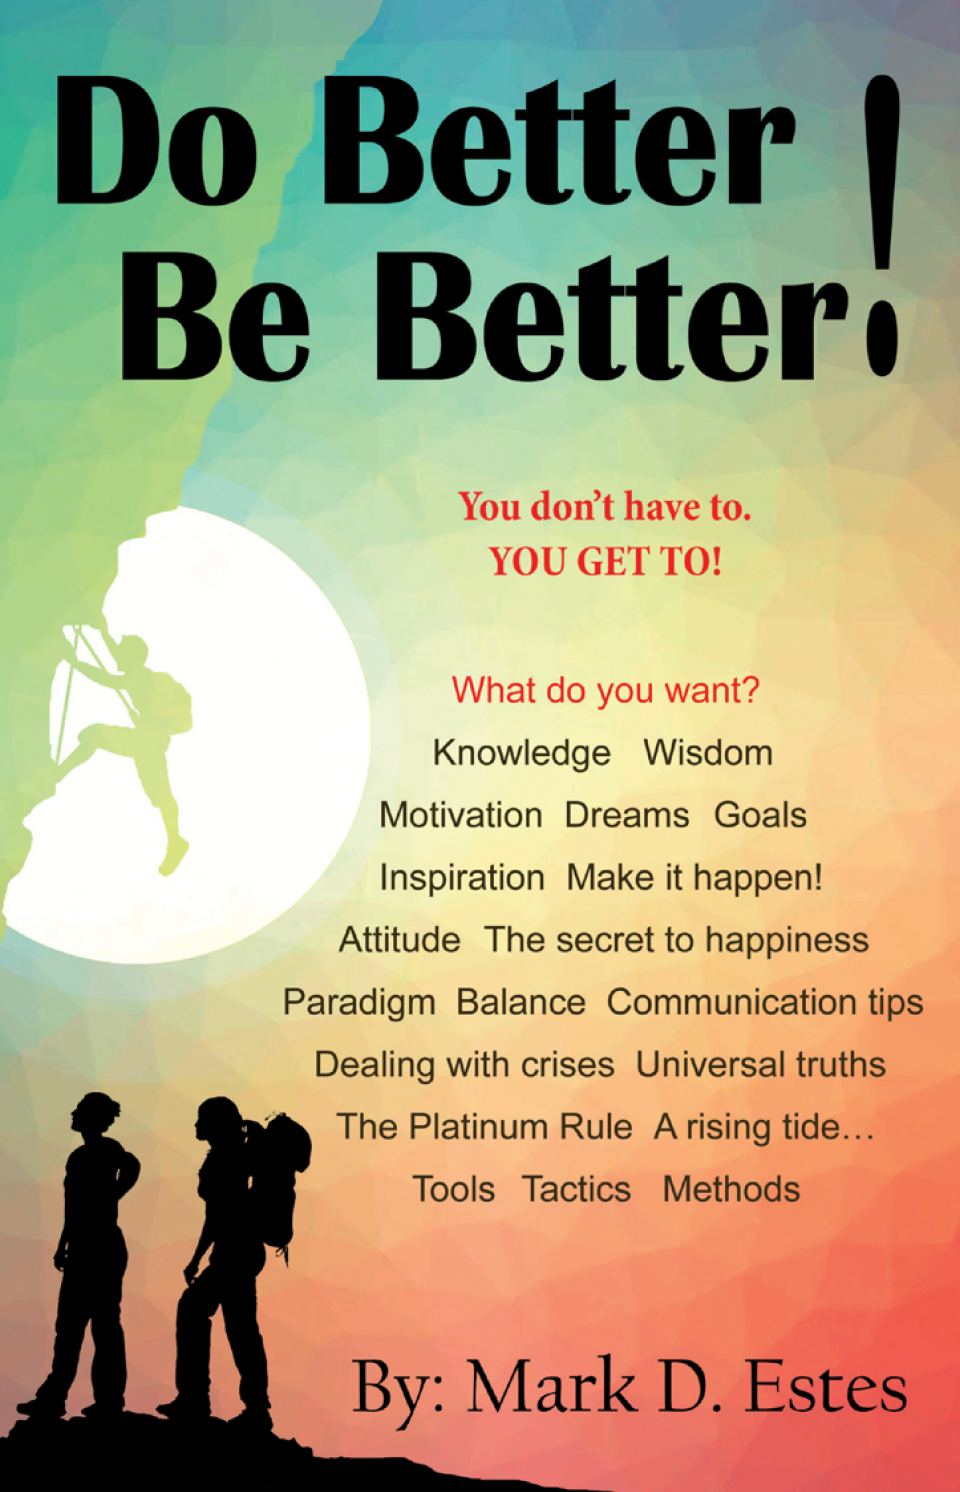 Do Better
Be Better!
You don't have to.
YOU GET TO!
What do you want?
Knowledge Wisdom
Motivation Dreams Goals
Inspiration Make it happen!
Attitude The secret to happiness
Paradigm Balance Communication tips
Dealing with crises Universal truths
The Platinum Rule A rising tide...
Tools Tactics Methods
By: Mark D. Estes